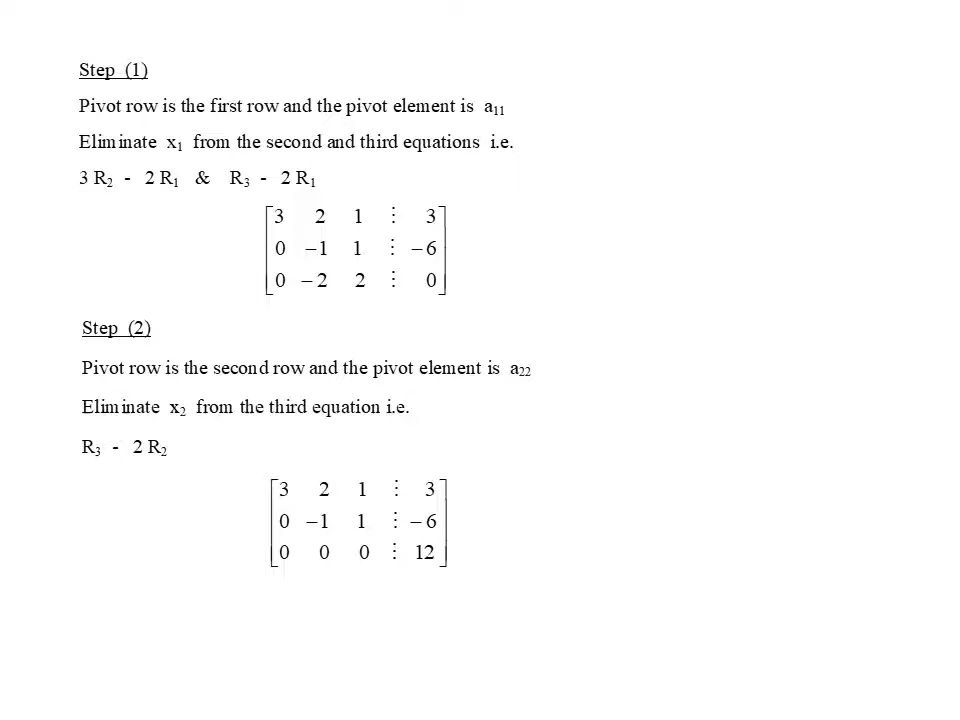 Step (1)
Pivot row is the first row and the pivot element is a₁₁
Eliminate x₁ from the second and third equations i.e.
3 R₂ - 2 R₁ & R₃ - 2 R₁
3 2 1 ⋮ 3
0 −1 1 ⋮ −6
0 −2 2 ⋮ 0
Step (2)
Pivot row is the second row and the pivot element is a₂₂
Eliminate x₂ from the third equation i.e.
R₃ - 2 R₂
3 2 1 ⋮ 3
0 −1 1 ⋮ −6
0 0 0 ⋮ 12